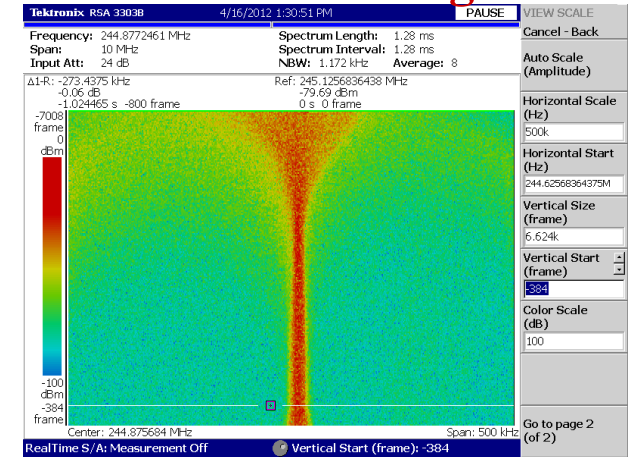 Tektronix RSA 3303B 4/16/2012 1:30:51 PM PAUSE VIEW SCALE
Frequency: 244.8772461 MHz Spectrum Length: 1.28 ms Cancel - Back
Span: 10 MHz Spectrum Interval: 1.28 ms
Input Att: 24 dB NBW: 1.172 kHz Average: 8
Auto Scale
(Amplitude)
Δ1-R: -273.4375 kHz Ref: 245.1256836438 MHz
-0.06 dB -79.69 dBm
-1.024465 s -800 frame 0 s 0 frame
Horizontal Scale
(Hz)
500k
-7008
frame
0
dBm
Horizontal Start
(Hz)
244.62568364375M
Vertical Size
(frame)
6.624k
Vertical Start
(frame)
-384
Color Scale
(dB)
100
-100
dBm
-384
frame
Center: 244.875684 MHz Span: 500 kHz
Go to page 2
(of 2)
RealTime S/A: Measurement Off Vertical Start (frame): -384